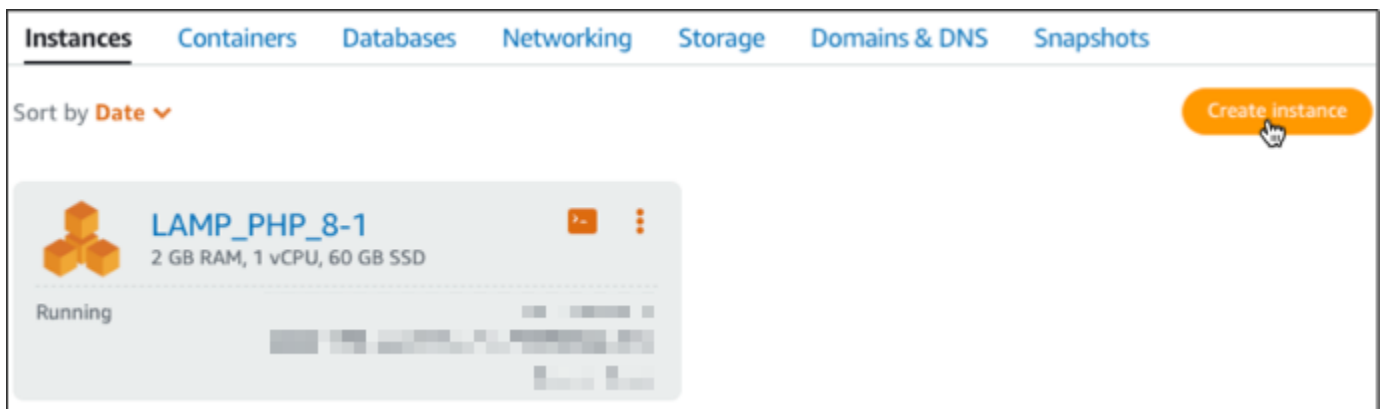 Instances Containers Databases Networking Storage Domains & DNS Snapshots
Sort by Date
Create instance
LAMP_PHP_8-1
2 GB RAM, 1 vCPU, 60 GB SSD
Running